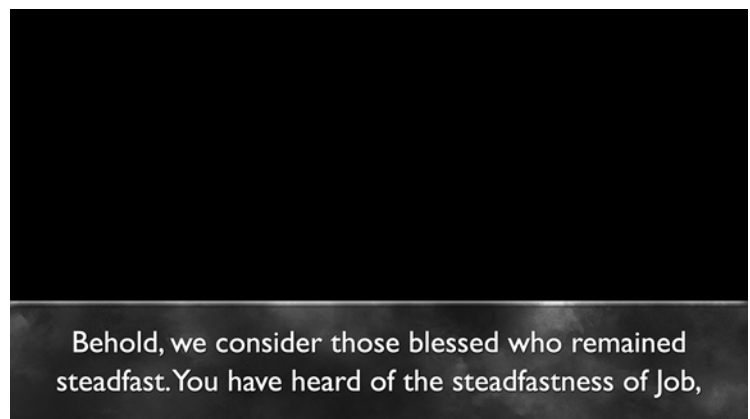 Behold, we consider those blessed who remained
steadfast. You have heard of the steadfastness of Job,